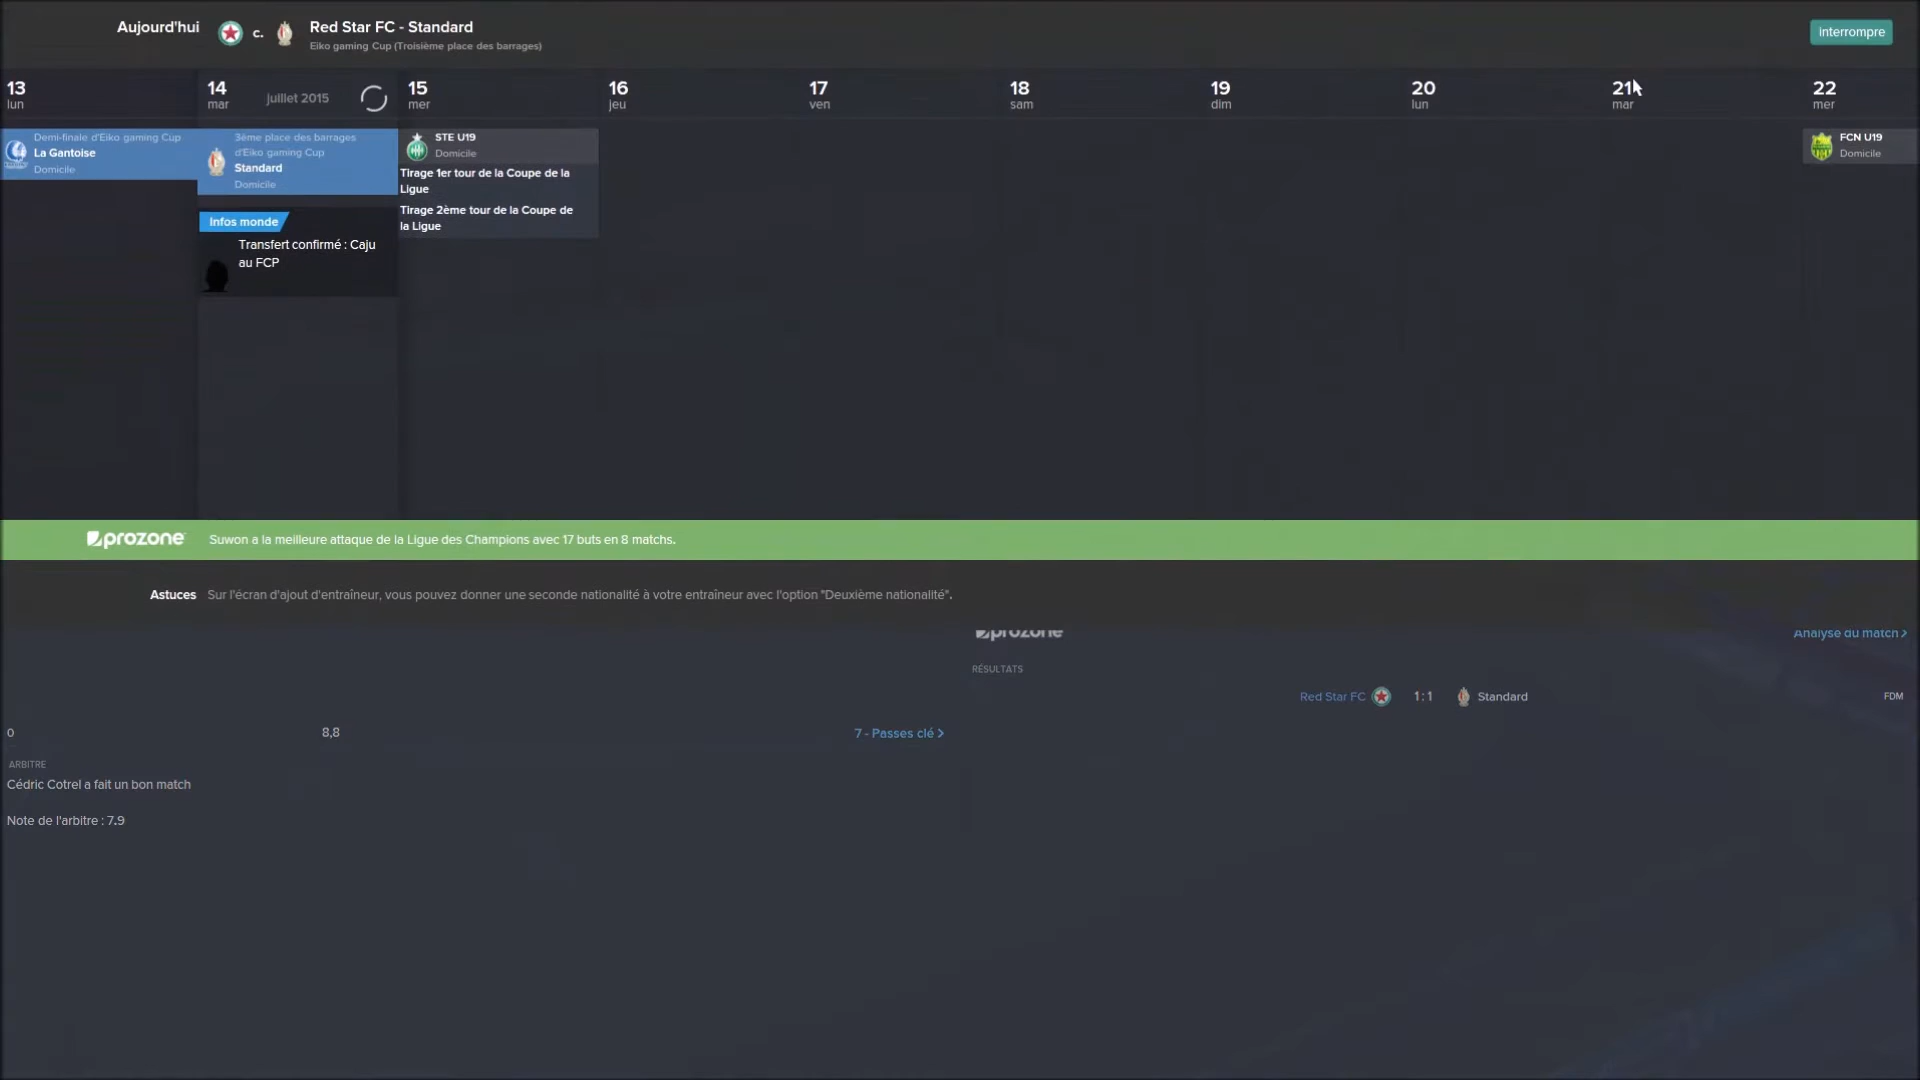 Aujourd'hui
c.
Red Star FC - Standard
Eiko gaming Cup (Troisième place des barrages)
interrompre
13
lun
14
mar
juillet 2015
15
mer
16
jeu
17
ven
18
sam
19
dim
20
lun
21
mar
22
mer
Demi-finale d'Eiko gaming Cup
La Gantoise
Domicile
3ème place des barrages
d'Eiko gaming Cup
Standard
Domicile
Infos monde
Transfert confirmé : Caju
au FCP
STE U19
Domicile
Tirage 1er tour de la Coupe de la
Ligue
Tirage 2ème tour de la Coupe de
la Ligue
FCN U19
Domicile
prozone
Suwon a la meilleure attaque de la Ligue des Champions avec 17 buts en 8 matchs.
Astuces
Sur l'écran d'ajout d'entraîneur, vous pouvez donner une seconde nationalité à votre entraîneur avec l'option "Deuxième nationalité".
prozone
Analyse du match >
RÉSULTATS
Red Star FC
1 : 1
Standard
FDM
0
8,8
7 - Passes clé >
ARBITRE
Cédric Cotrel a fait un bon match
Note de l'arbitre : 7.9